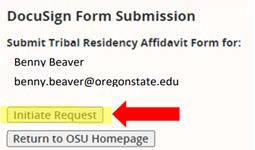 DocuSign Form Submission
Submit Tribal Residency Affidavit Form for:
Benny Beaver
benny.beaver@oregonstate.edu
Initiate Request
Return to OSU Homepage